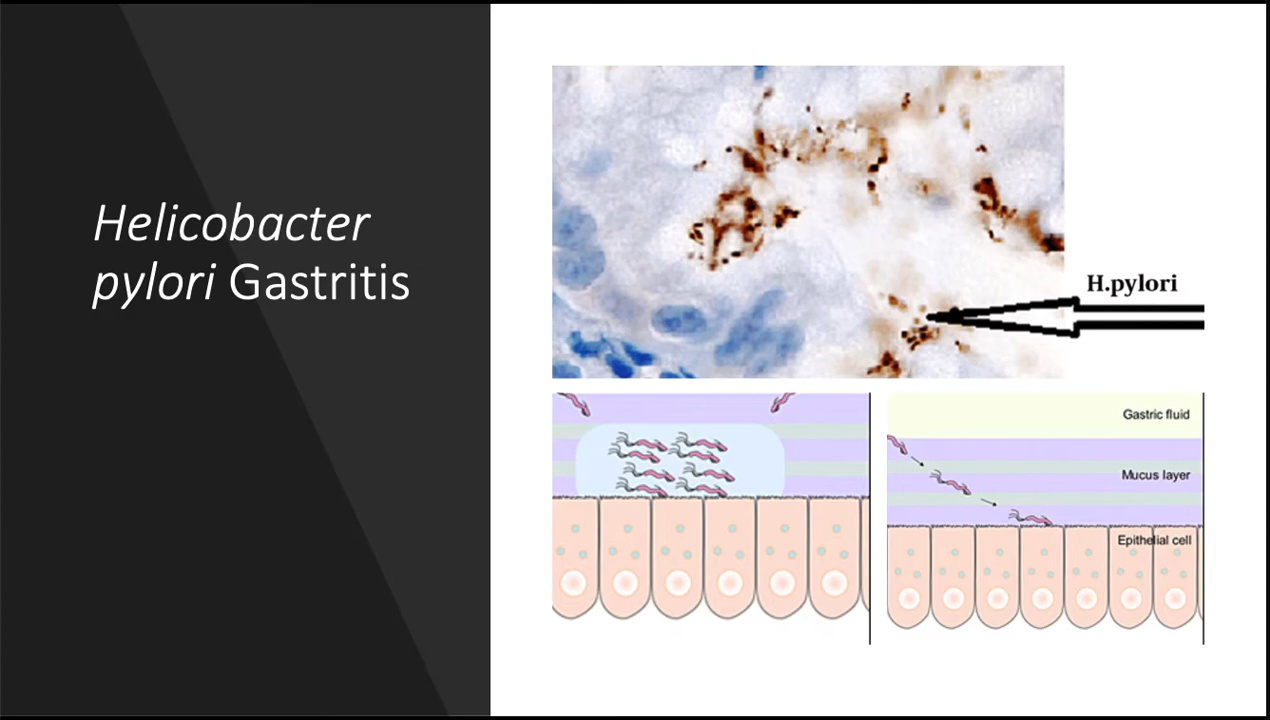 Helicobacter
pylori Gastritis
H.pylori
Gastric fluid
Mucus layer
Epithelial cell